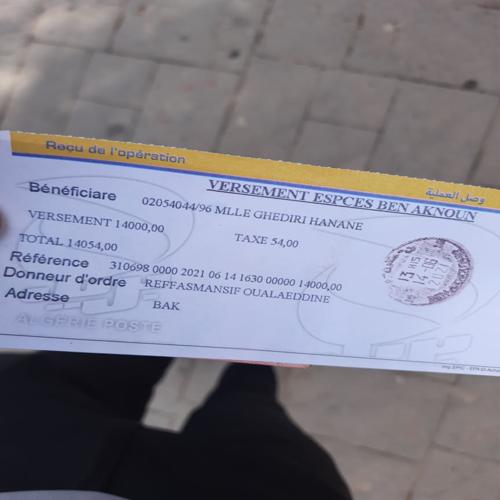 Reçu de l'opération
وصل العملية
VERSEMENT ESPCES BEN AKNOUN
Bénéficiaire 02054044/96 MLLE GHEDIRI HANANE
VERSEMENT 14000,00 TAXE 54,00
TOTAL 14054,00
Référence 310698 0000 2021 06 14 1630 00000 14000,00
Donneur d'ordre REFFASMANSIF OUALAEDDINE
Adresse BAK
ALGÉRIE POSTE